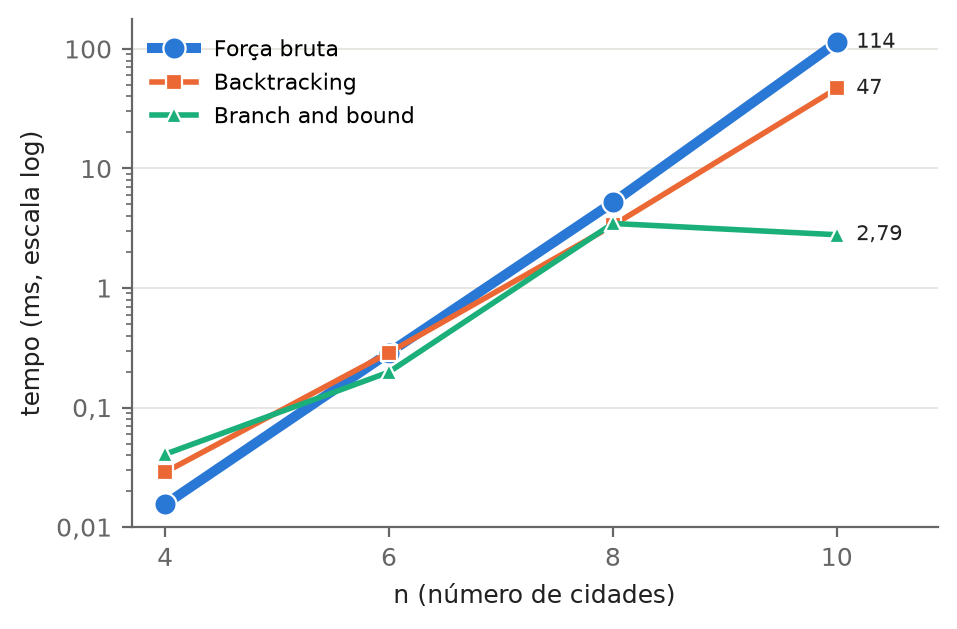 Força bruta
Backtracking
Branch and bound
114
47
2,79
100
10
1
0,1
0,01
tempo (ms, escala log)
4 6 8 10
n (número de cidades)